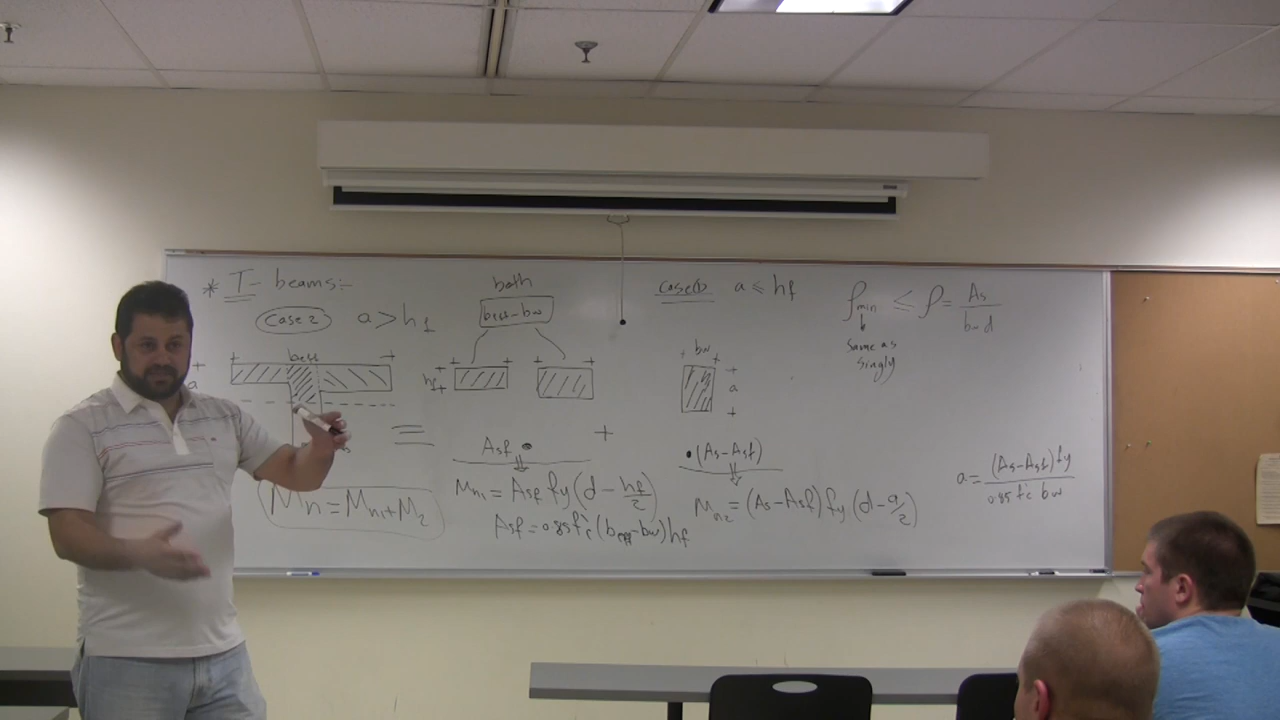 * T- beams:-
Case 2 a > hf
both
beff - bw
Case ① a ≤ hf
ρmin ≤ ρ = As / bw d
Same as
singly
beff
a
hf
bw
a
=
Asf
+
(As - Asf)
Mn = Mn1 + M2
Mn1 = Asf fy (d - hf/2)
Asf = 0.85 f'c (beff - bw) hf
Mn2 = (As - Asf) fy (d - a/2)
a = (As - Asf) fy / 0.85 f'c bw